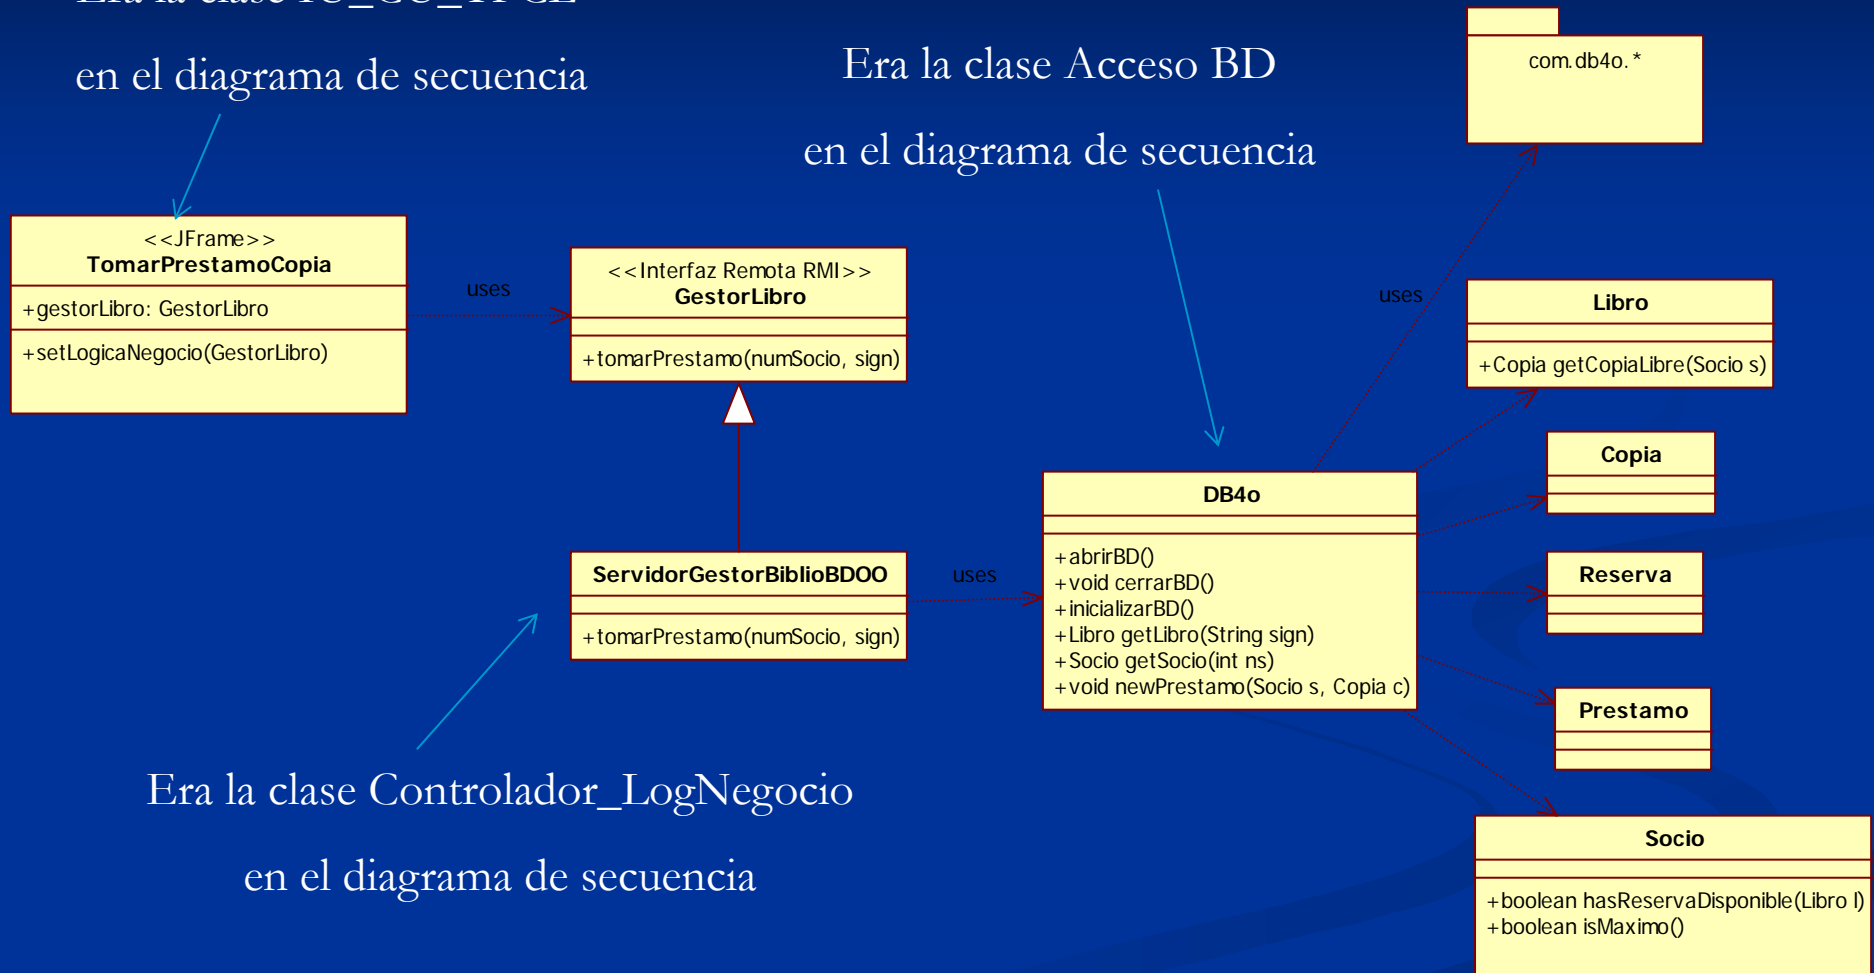 en el diagrama de secuencia
Era la clase Acceso BD
en el diagrama de secuencia
com.db4o.*
<<JFrame>>
TomarPrestamoCopia
+gestorLibro: GestorLibro
+setLogicaNegocio(GestorLibro)
uses
<<Interfaz Remota RMI>>
GestorLibro
+tomarPrestamo(numSocio, sign)
uses
Libro
+Copia getCopiaLibre(Socio s)
Copia
Reserva
Prestamo
Socio
+boolean hasReservaDisponible(Libro l)
+boolean isMaximo()
DB4o
+abrirBD()
+void cerrarBD()
+inicializarBD()
+Libro getLibro(String sign)
+Socio getSocio(int ns)
+void newPrestamo(Socio s, Copia c)
ServidorGestorBiblioBDOO
+tomarPrestamo(numSocio, sign)
uses
Era la clase Controlador_LogNegocio
en el diagrama de secuencia